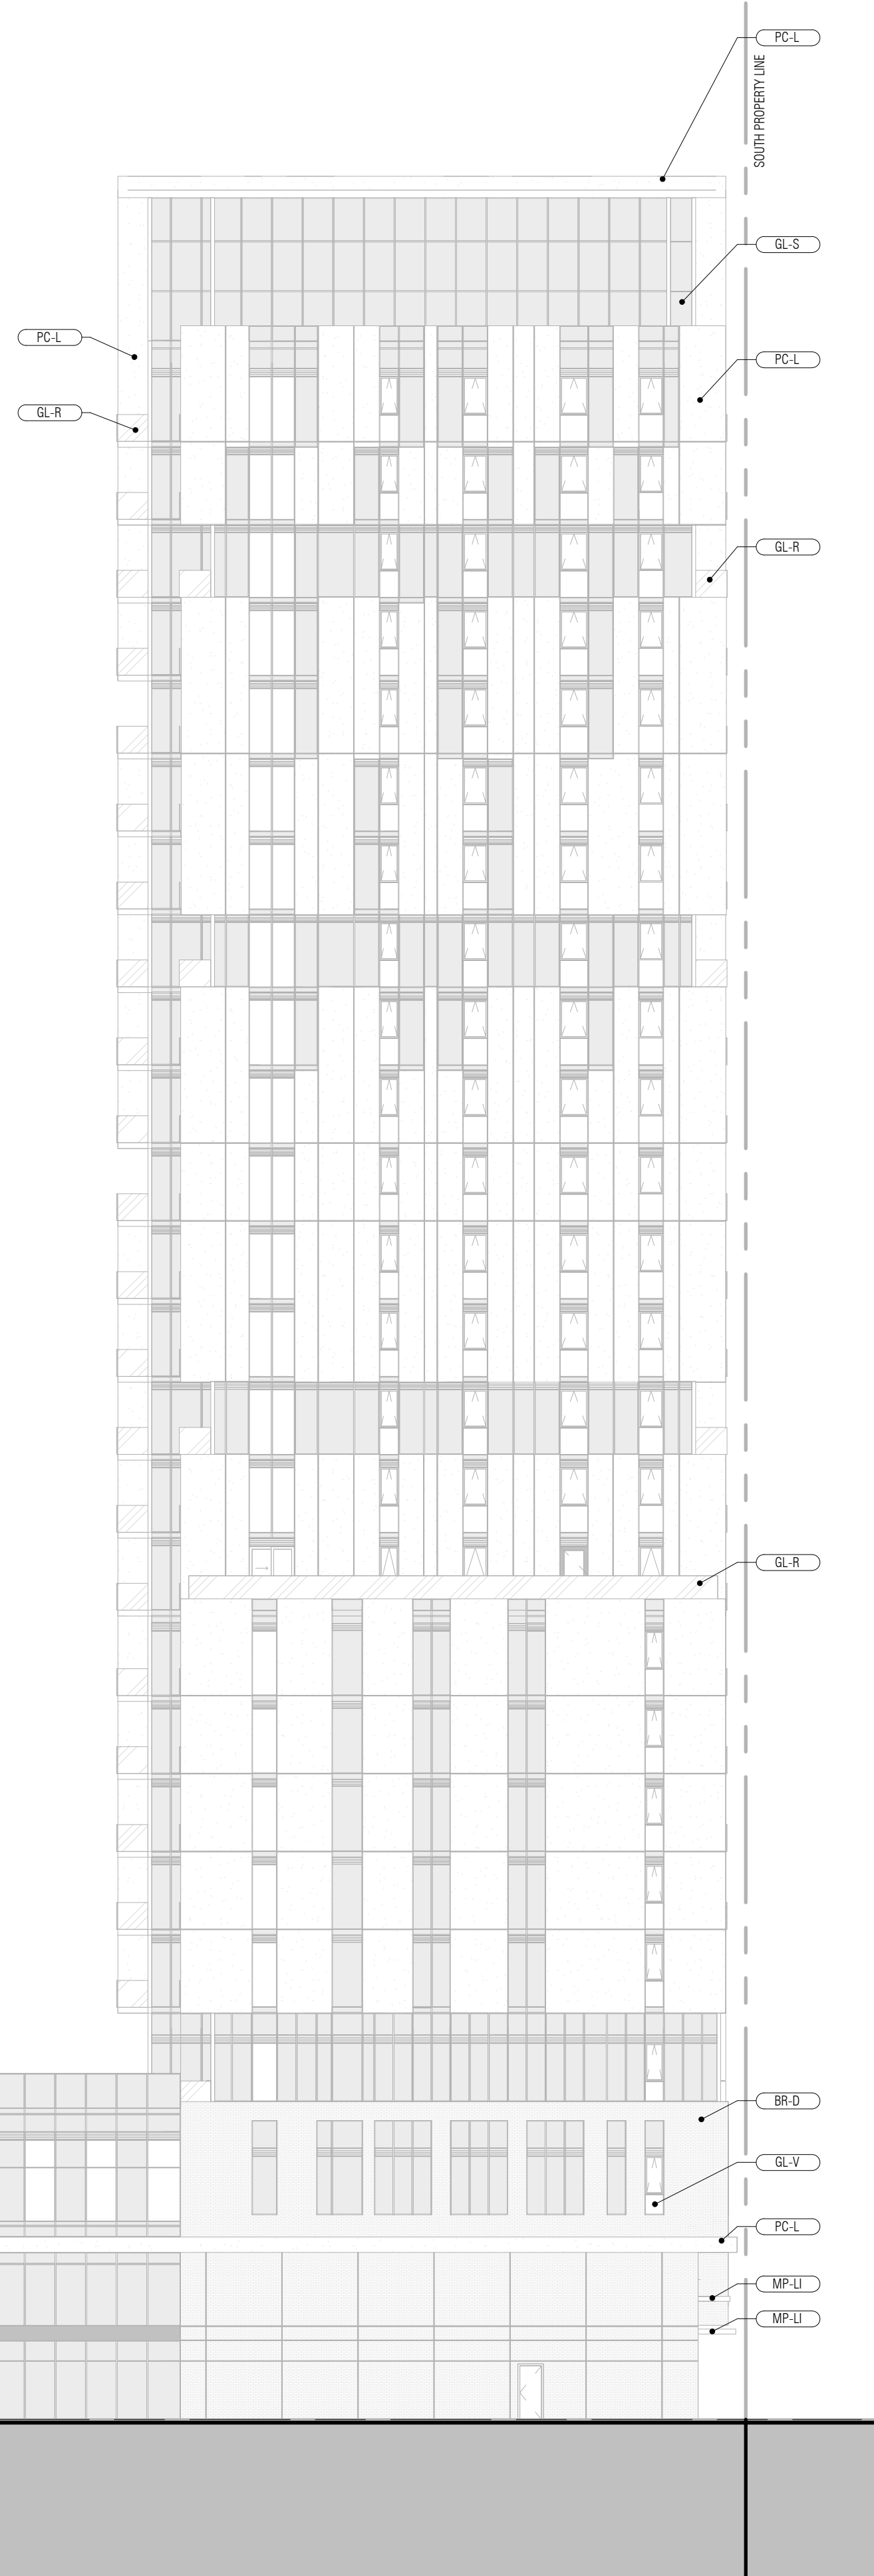 PC-L
SOUTH PROPERTY LINE
GL-S
PC-L
PC-L
GL-R
GL-R
GL-R
BR-D
GL-V
PC-L
MP-LI
MP-LI